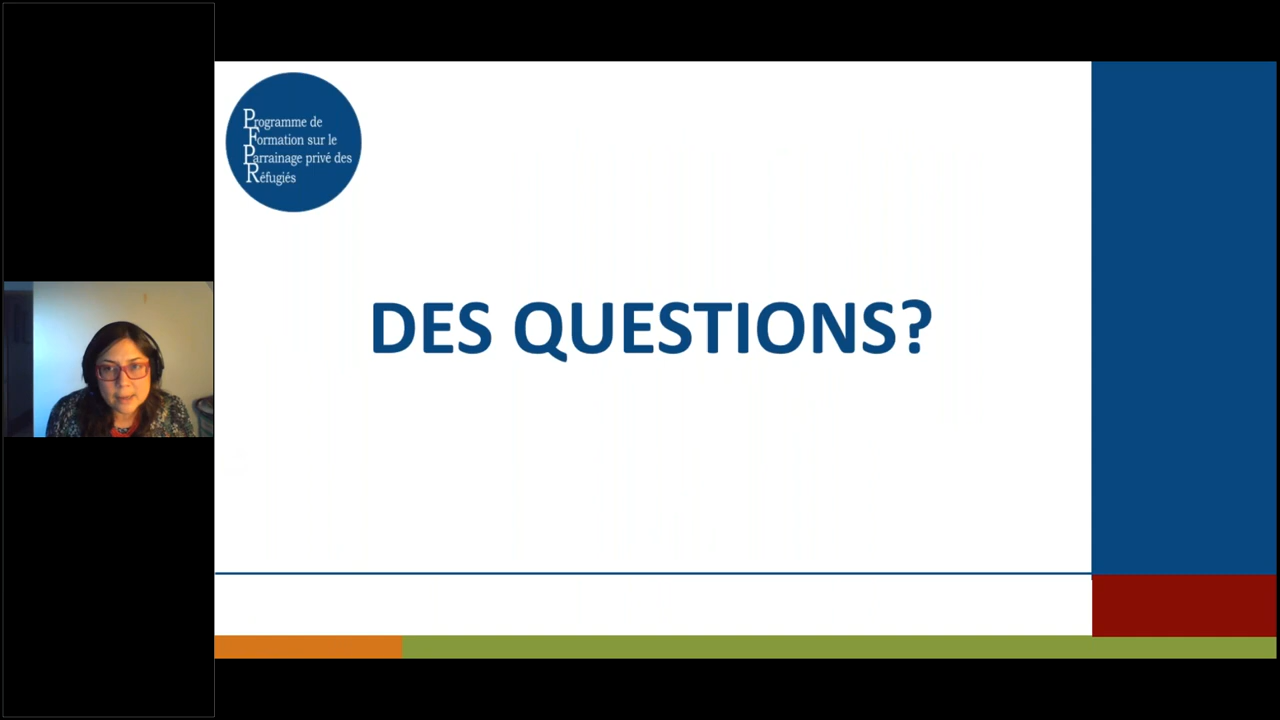 Programme de
Formation sur le
Parrainage privé des
Réfugiés
DES QUESTIONS?